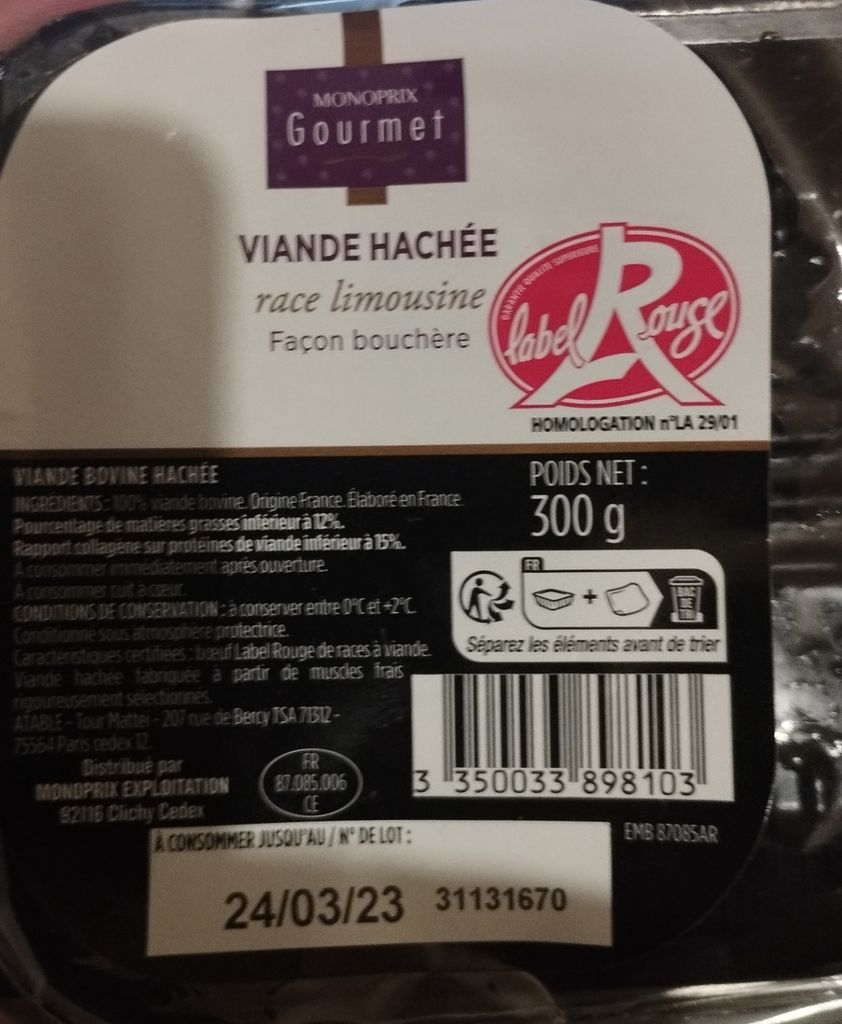 MONOPRIX
Gourmet
VIANDE HACHÉE
race limousine
Façon bouchère
GARANTIT QUALITÉ SUPÉRIEURE
label Rouge
HOMOLOGATION n°LA 29/01
VIANDE BOVINE HACHÉE
INGRÉDIENTS : 100% viande bovine. Origine France. Élaboré en France.
Pourcentage de matières grasses inférieur à 12%.
Rapport collagène sur protéines de viande inférieur à 15%.
À consommer immédiatement après ouverture.
À consommer cuit à cœur.
CONDITIONS DE CONSERVATION : à conserver entre 0°C et +2°C.
Conditionné sous atmosphère protectrice.
Caractéristiques certifiées : bœuf Label Rouge de races à viande.
Viande hachée fabriquée à partir de muscles frais
rigoureusement sélectionnés.
ATABLE - Tour Mattei - 207 rue de Bercy TSA 71312 -
75564 Paris cedex 12.
Distribué par
MONOPRIX EXPLOITATION
92116 Clichy Cedex
FR
87.085.006
CE
POIDS NET :
300 g
FR
+
BAC
DE
TRI
Séparez les éléments avant de trier
3 350033 898103
EMB 87085AR
À CONSOMMER JUSQU'AU / N° DE LOT :
24/03/23 31131670